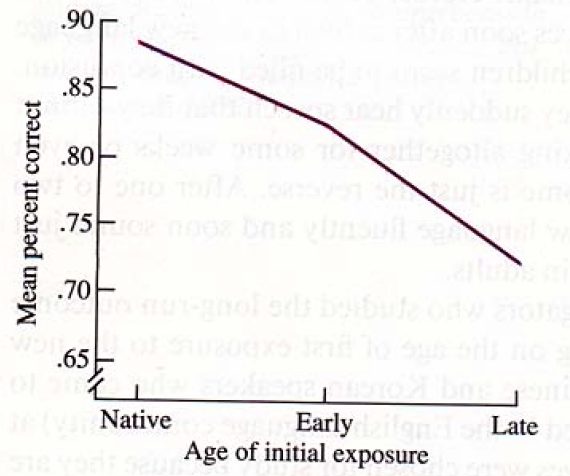 .90
.85
.80
.75
.70
.65
Mean percent correct
Native Early Late
Age of initial exposure